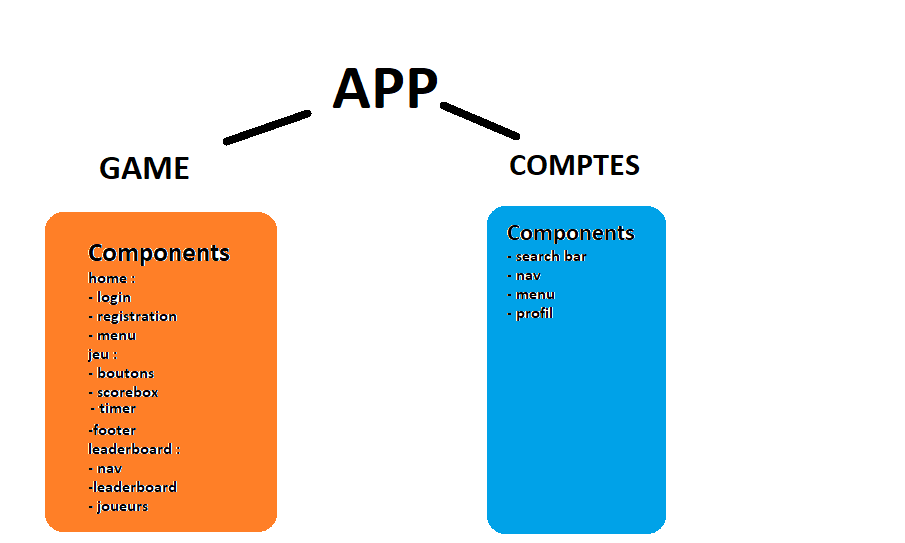 APP
GAME
COMPTES
Components
home :
- login
- registration
- menu
jeu :
- boutons
- scorebox
- timer
-footer
leaderboard :
- nav
-leaderboard
- joueurs
Components
- search bar
- nav
- menu
- profil